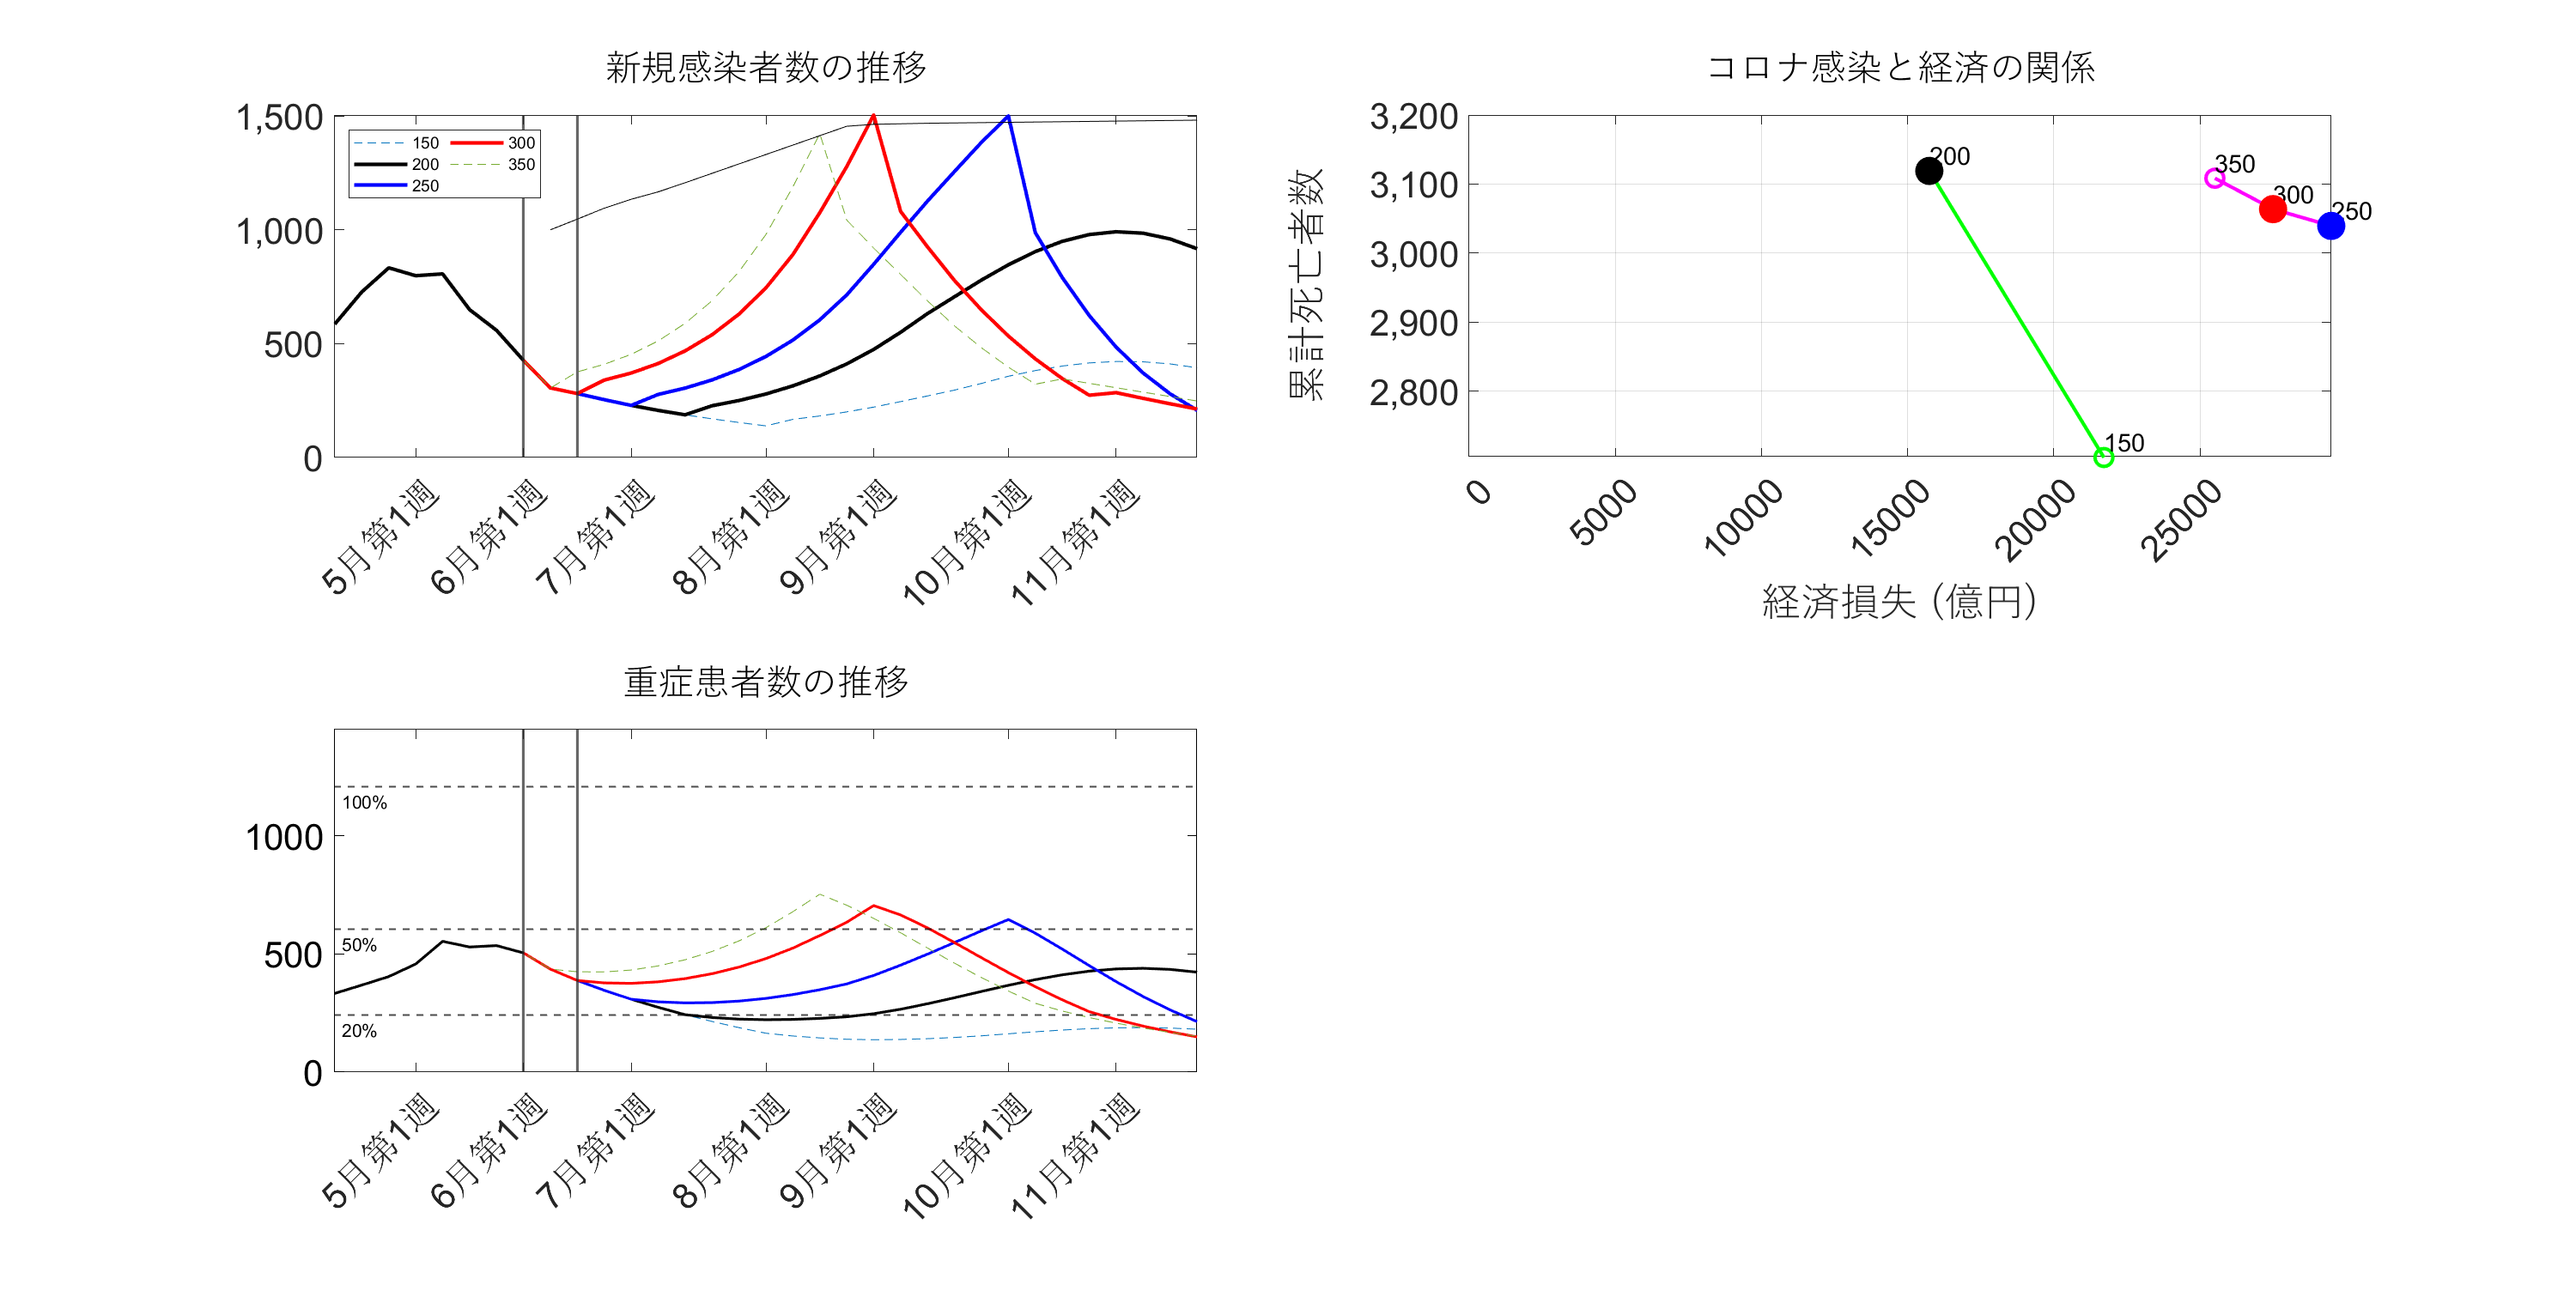 新規感染者数の推移
1,500
1,000
500
0
150
200
250
300
350
5月第1週
6月第1週
7月第1週
8月第1週
9月第1週
10月第1週
11月第1週
コロナ感染と経済の関係
累計死亡者数
3,200
3,100
3,000
2,900
2,800
200
350
300
250
150
0
5000
10000
15000
20000
25000
経済損失 (億円)
重症患者数の推移
1000
500
0
100%
50%
20%
5月第1週
6月第1週
7月第1週
8月第1週
9月第1週
10月第1週
11月第1週